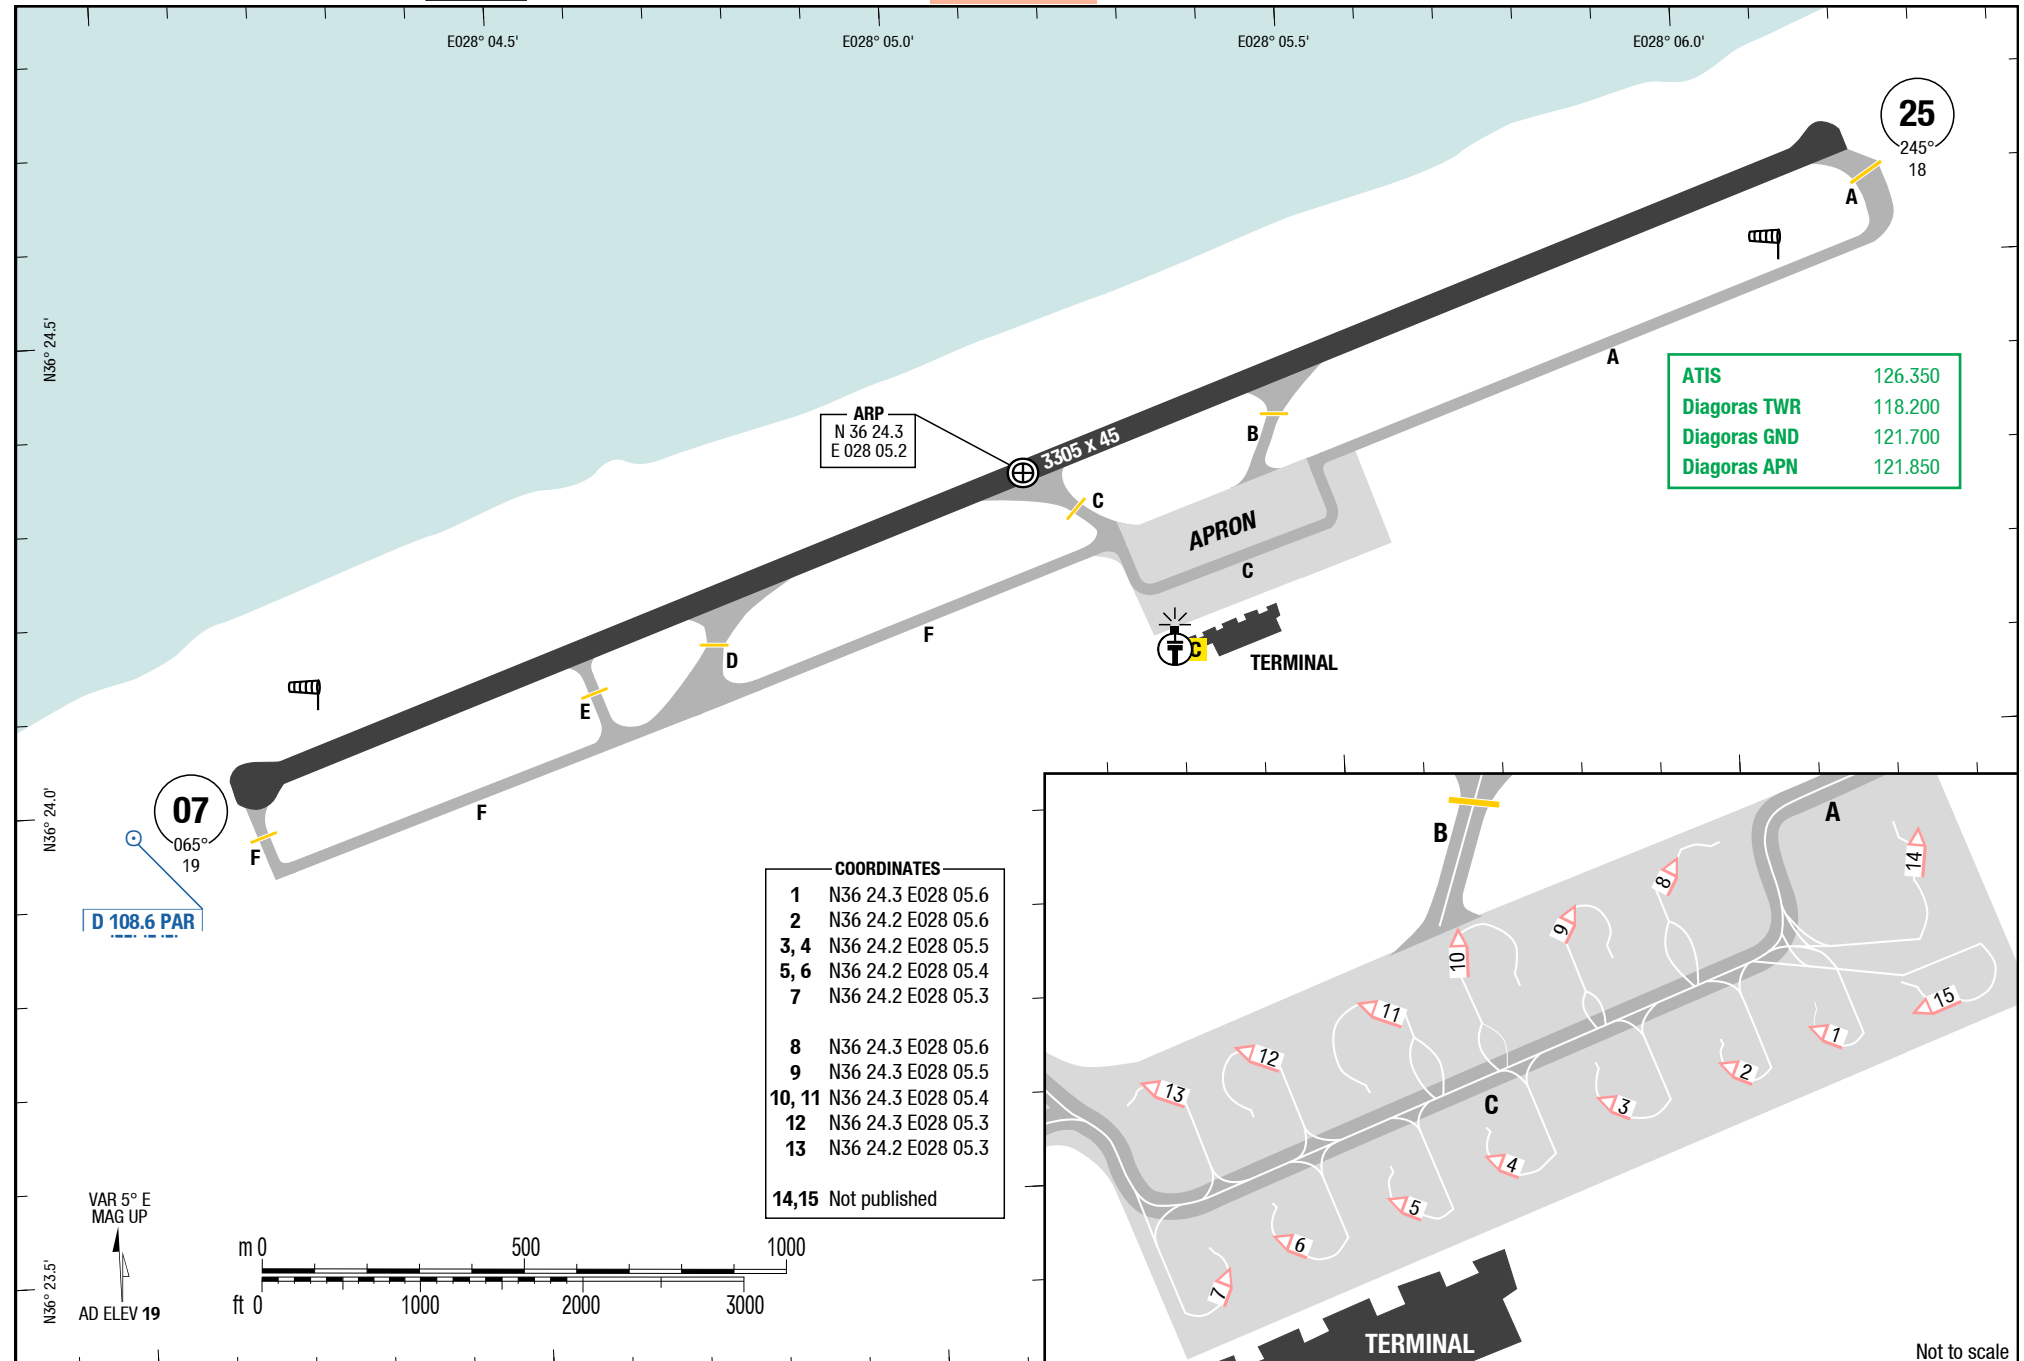 E028° 04.5'
E028° 05.0'
E028° 05.5'
E028° 06.0'
25
245°
18
A
N36° 24.5'
A
ATIS 126.350
Diagoras TWR 118.200
Diagoras GND 121.700
Diagoras APN 121.850
ARP
N 36 24.3
E 028 05.2
3305 X 45
B
C
APRON
C
F
D
C
TERMINAL
E
N36° 24.0'
07
065°
19
F
F
D 108.6 PAR
COORDINATES
1 N36 24.3 E028 05.6
2 N36 24.2 E028 05.6
3, 4 N36 24.2 E028 05.5
5, 6 N36 24.2 E028 05.4
7 N36 24.2 E028 05.3
8 N36 24.3 E028 05.6
9 N36 24.3 E028 05.5
10, 11 N36 24.3 E028 05.4
12 N36 24.3 E028 05.3
13 N36 24.2 E028 05.3
14,15 Not published
VAR 5° E
MAG UP
AD ELEV 19
N36° 23.5'
m 0 500 1000
ft 0 1000 2000 3000
A
B
14
8
9
10
11
15
12
1
2
13
3
C
4
5
6
7
TERMINAL
Not to scale